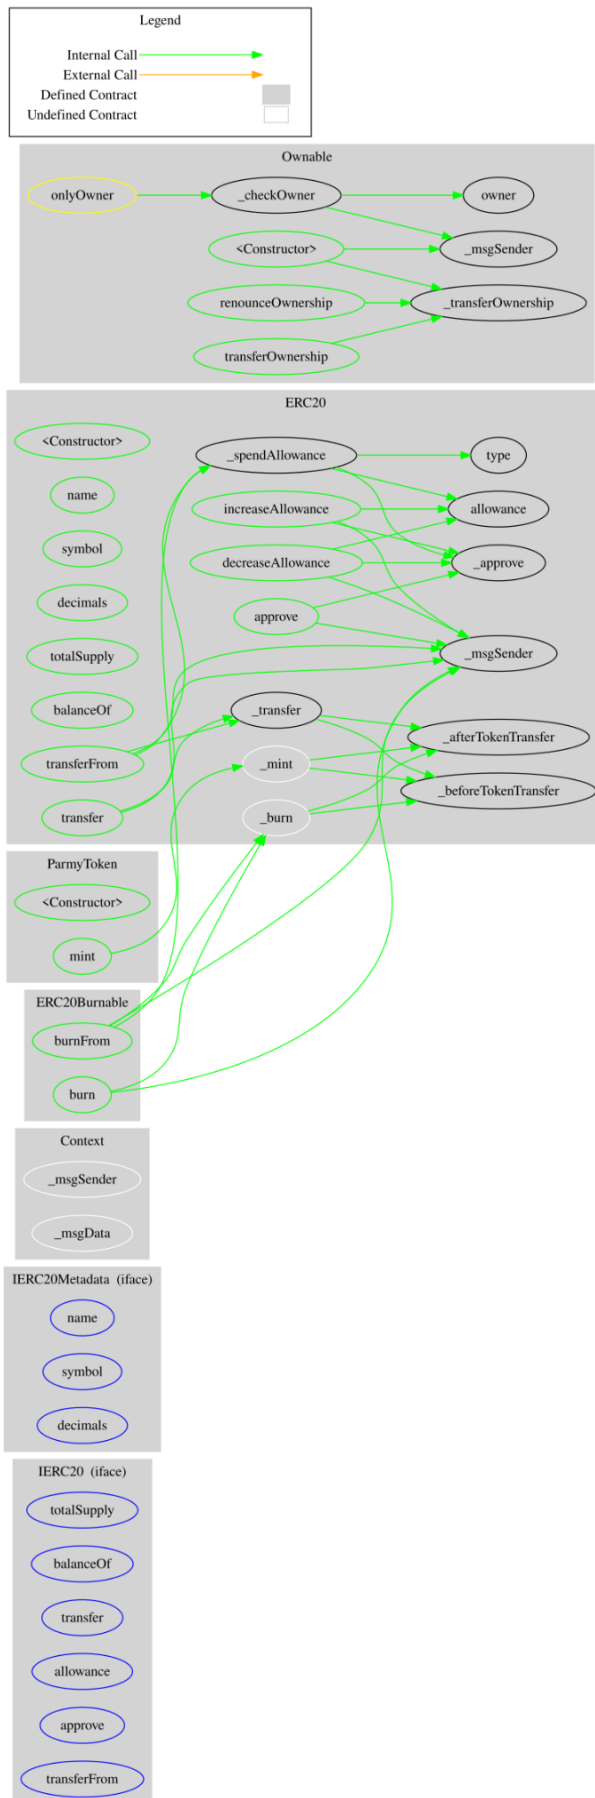 Legend
Internal Call
External Call
Defined Contract
Undefined Contract
Ownable
onlyOwner
_checkOwner
owner
<Constructor>
_msgSender
renounceOwnership
_transferOwnership
transferOwnership
ERC20
<Constructor>
_spendAllowance
type
name
increaseAllowance
allowance
symbol
decreaseAllowance
_approve
decimals
approve
totalSupply
_msgSender
balanceOf
_transfer
_afterTokenTransfer
transferFrom
_mint
_beforeTokenTransfer
transfer
_burn
ParmyToken
<Constructor>
mint
ERC20Burnable
burnFrom
burn
Context
_msgSender
_msgData
IERC20Metadata (iface)
name
symbol
decimals
IERC20 (iface)
totalSupply
balanceOf
transfer
allowance
approve
transferFrom